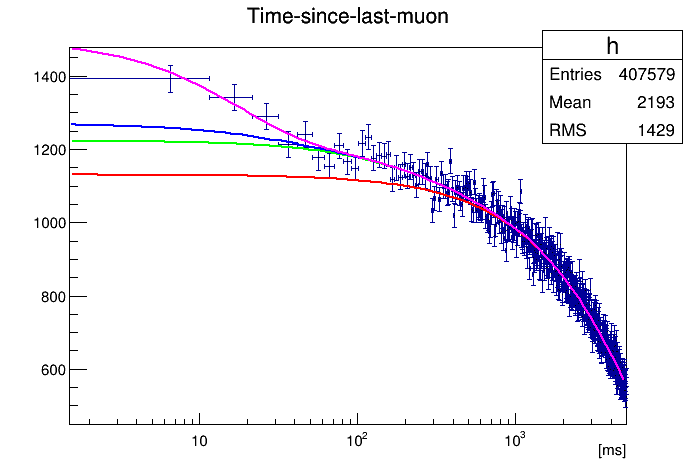 Time-since-last-muon
h
Entries 407579
Mean 2193
RMS 1429
1400
1200
1000
800
600
10
10²
10³
[ms]